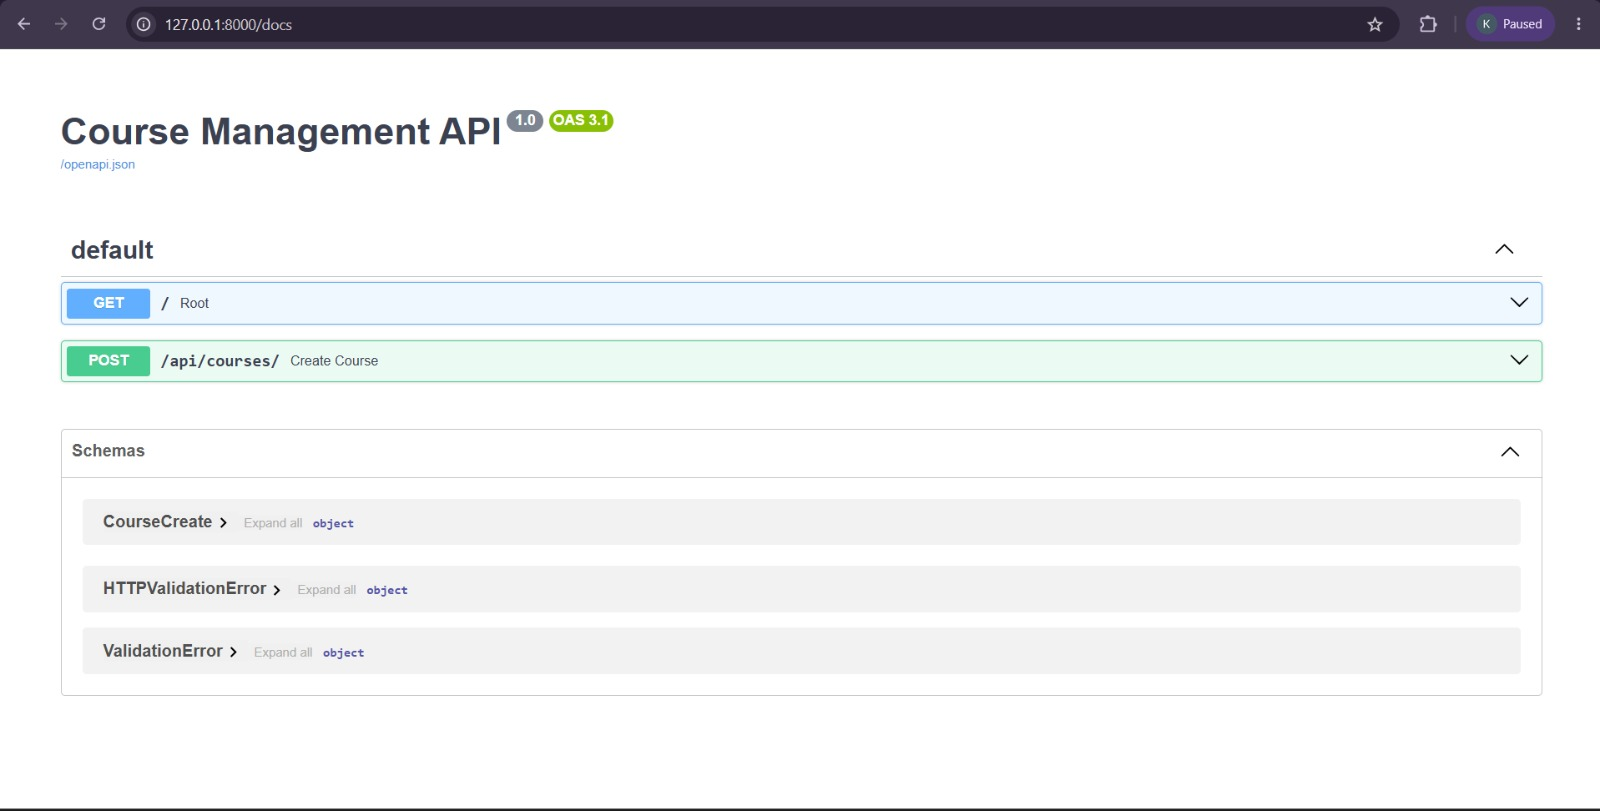 127.0.0.1:8000/docs
K Paused
Course Management API 1.0 OAS 3.1
/openapi.json
default
GET / Root
POST /api/courses/ Create Course
Schemas
CourseCreate Expand all object
HTTPValidationError Expand all object
ValidationError Expand all object